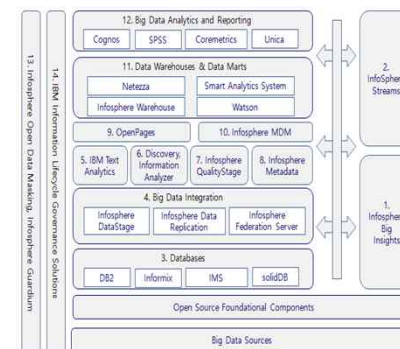 12. Big Data Analytics and Reporting
Cognos
SPSS
Coremetrics
Unica
11. Data Warehouses & Data Marts
Netezza
Smart Analytics System
Infosphere Warehouse
Watson
9. OpenPages
10. Infosphere MDM
5. IBM Text
Analytics
6. Discovery,
Information
Analyzer
7. Infosphere
QualityStage
8. Infosphere
Metadata
4. Big Data Integration
Infosphere
DataStage
Infosphere Data
Replication
Infosphere
Federation Server
3. Databases
DB2
Informix
IMS
solidDB
Open Source Foundational Components
Big Data Sources
13. Infosphere Open Data Masking, Infosphere Guardium
14. IBM Information Lifecycle Governance Solutions
2.
InfoSphere
Streams
1.
Infosphere
Big
Insights